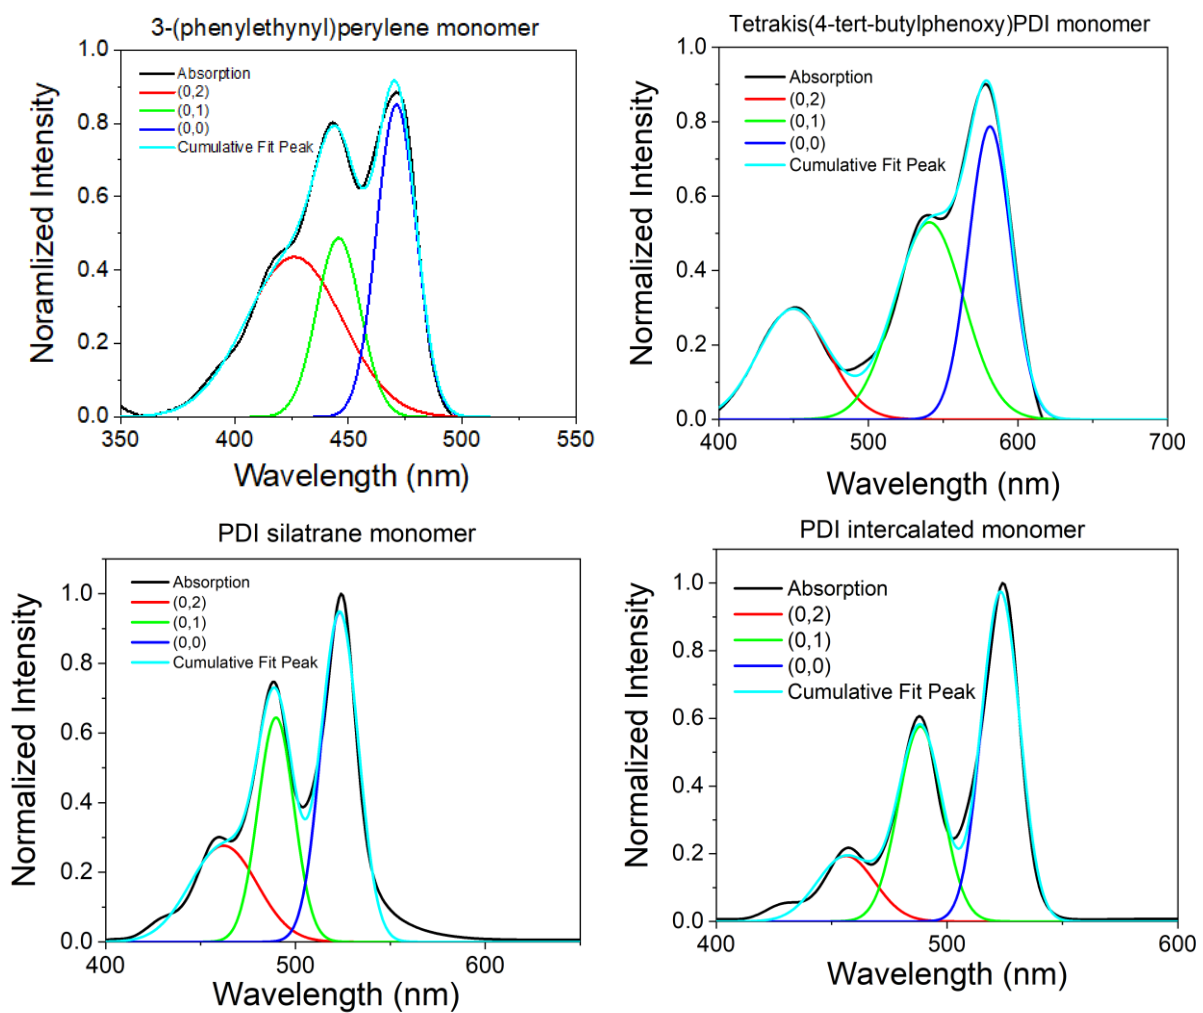 3-(phenylethynyl)perylene monomer
1.0
0.8
0.6
0.4
0.2
0.0
Noramlized Intensity
Absorption
(0,2)
(0,1)
(0,0)
Cumulative Fit Peak
350 400 450 500 550
Wavelength (nm)
Tetrakis(4-tert-butylphenoxy)PDI monomer
1.0
0.8
0.6
0.4
0.2
0.0
Normalized Intensity
Absorption
(0,2)
(0,1)
(0,0)
Cumulative Fit Peak
400 500 600 700
Wavelength (nm)
PDI silatrane monomer
1.0
0.8
0.6
0.4
0.2
0.0
Normalized Intensity
Absorption
(0,2)
(0,1)
(0,0)
Cumulative Fit Peak
400 500 600
Wavelength (nm)
PDI intercalated monomer
1.0
0.8
0.6
0.4
0.2
0.0
Normalized Intensity
Absorption
(0,2)
(0,1)
(0,0)
Cumulative Fit Peak
400 500 600
Wavelength (nm)